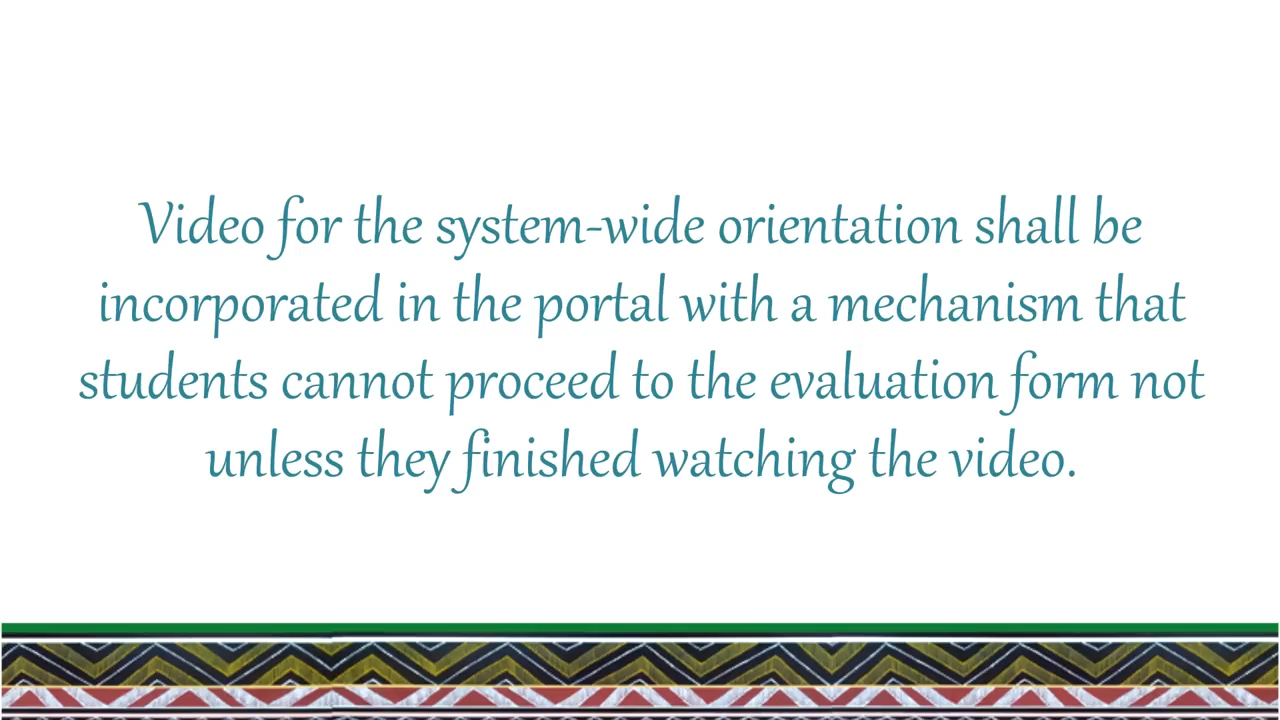 Video for the system-wide orientation shall be
incorporated in the portal with a mechanism that
students cannot proceed to the evaluation form not
unless they finished watching the video.